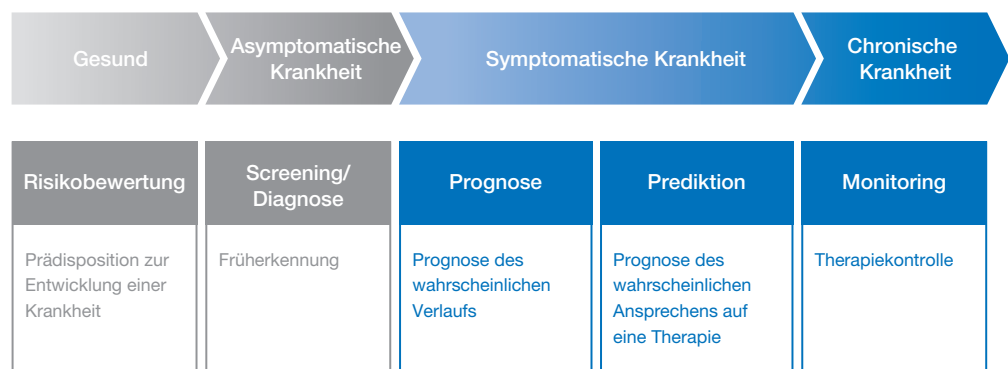 Gesund
Asymptomatische
Krankheit
Symptomatische Krankheit
Chronische
Krankheit
Risikobewertung
Screening/
Diagnose
Prognose
Prediktion
Monitoring
Prädisposition zur
Entwicklung einer
Krankheit
Früherkennung
Prognose des
wahrscheinlichen
Verlaufs
Prognose des
wahrscheinlichen
Ansprechens auf
eine Therapie
Therapiekontrolle